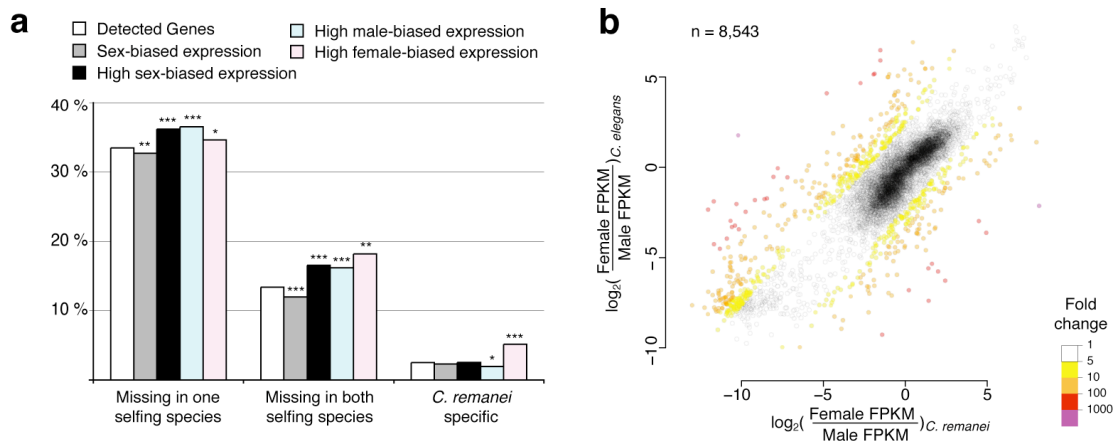 a
Detected Genes
Sex-biased expression
High sex-biased expression
High male-biased expression
High female-biased expression
40 %
30 %
20 %
10 %
** *** *** *
*** *** *** **
* ***
Missing in one
selfing species
Missing in both
selfing species
C. remanei
specific
b
n = 8,543
log2(Female FPKM/Male FPKM)C. elegans
5
0
−5
−10
−10 −5 0 5
log2(Female FPKM/Male FPKM)C. remanei
Fold
change
1
5
10
100
1000